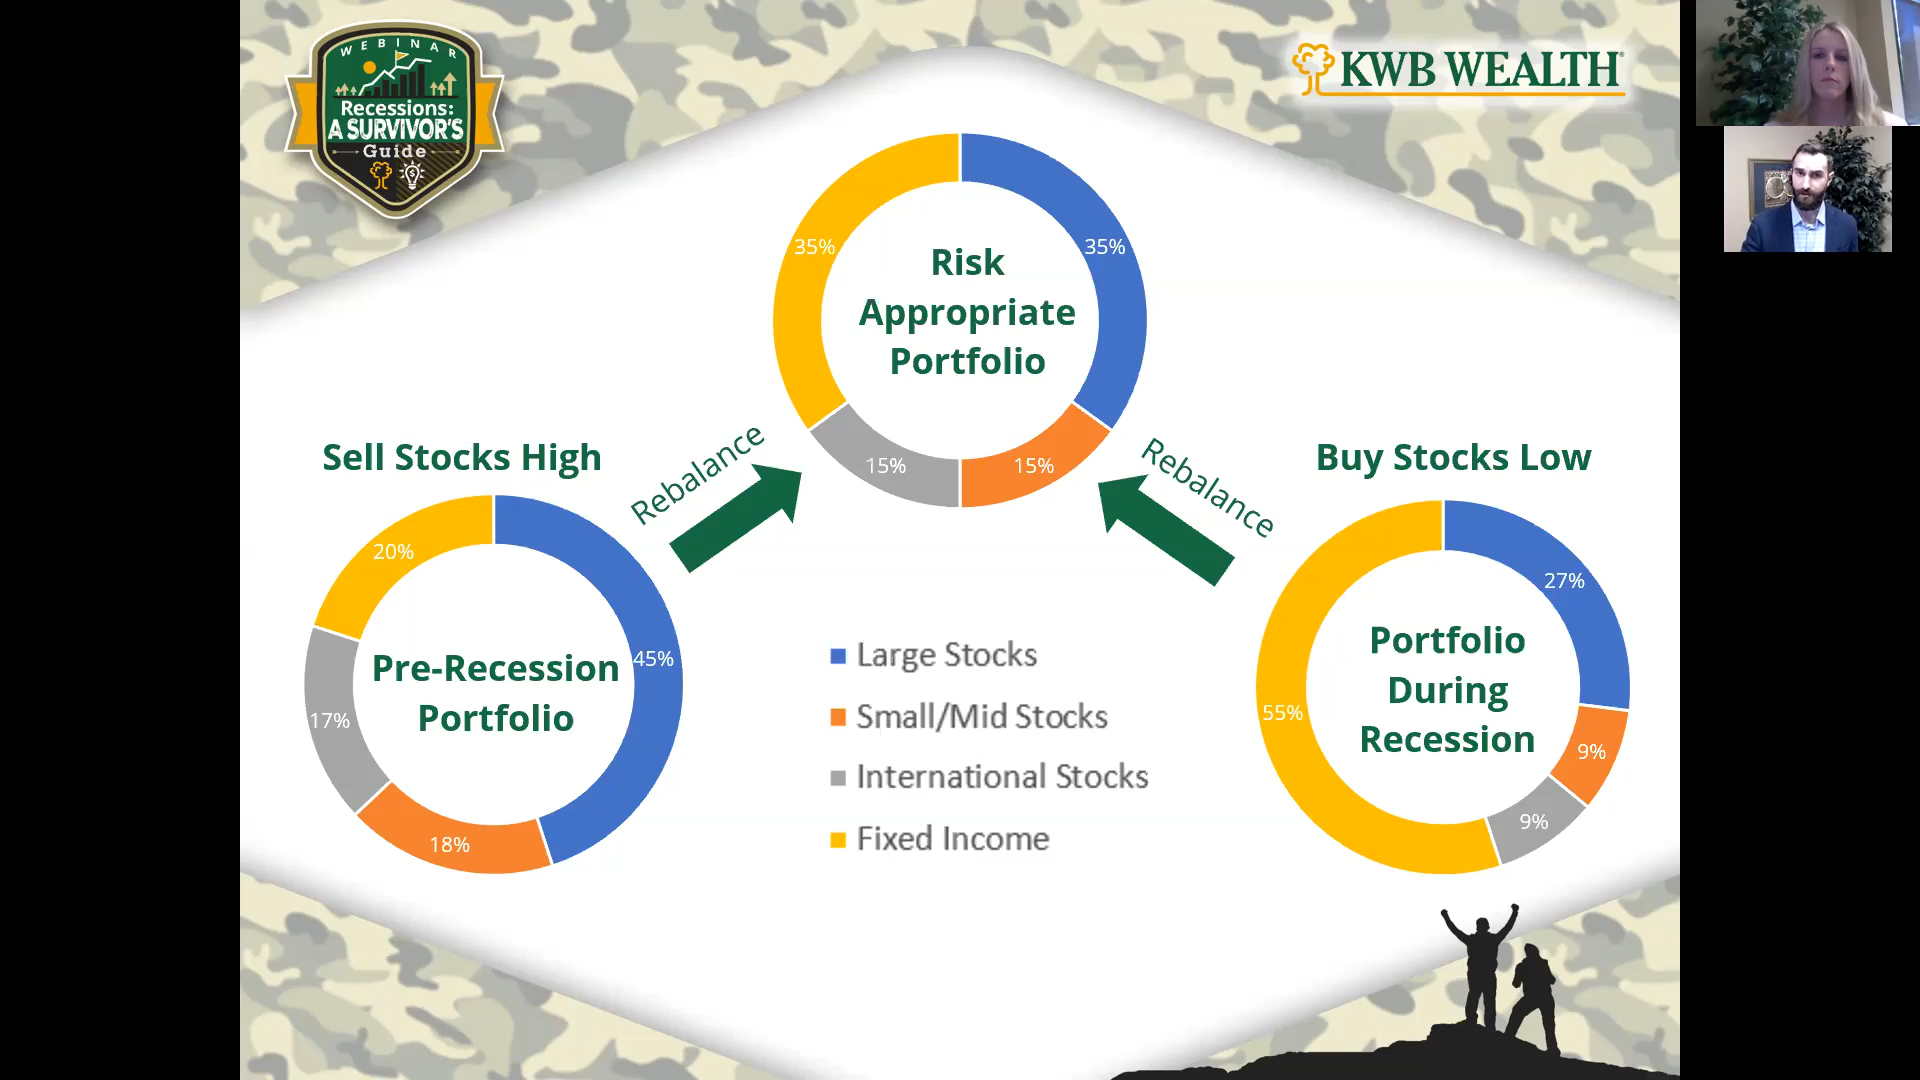 WEBINAR
Recessions:
A SURVIVOR'S
Guide
KWB WEALTH®
35%
35%
Risk
Appropriate
Portfolio
15%
15%
Sell Stocks High
Rebalance
Rebalance
Buy Stocks Low
20%
45%
Pre-Recession
Portfolio
17%
18%
Large Stocks
Small/Mid Stocks
International Stocks
Fixed Income
27%
55%
Portfolio
During
Recession
9%
9%